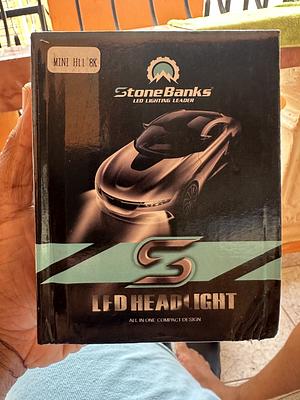 MINI H11 8K
StoneBanks
LED LIGHTING LEADER
S
LED HEADLIGHT
ALL IN ONE COMPACT DESIGN